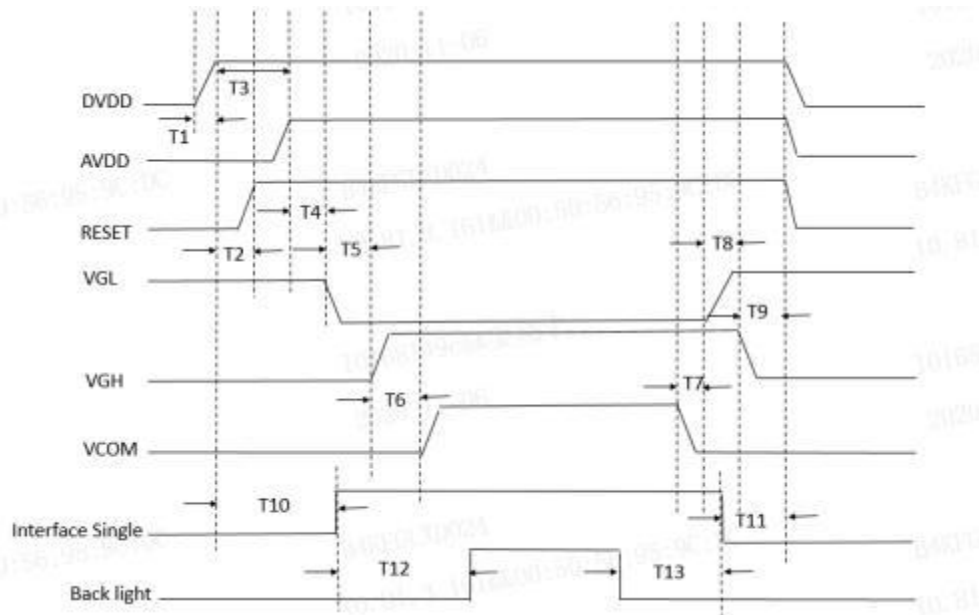 DVDD
T3
T1
AVDD
RESET
T4
T2
T5
T8
VGL
T9
VGH
T6
T7
VCOM
T10
T11
Interface Single
T12
T13
Back light